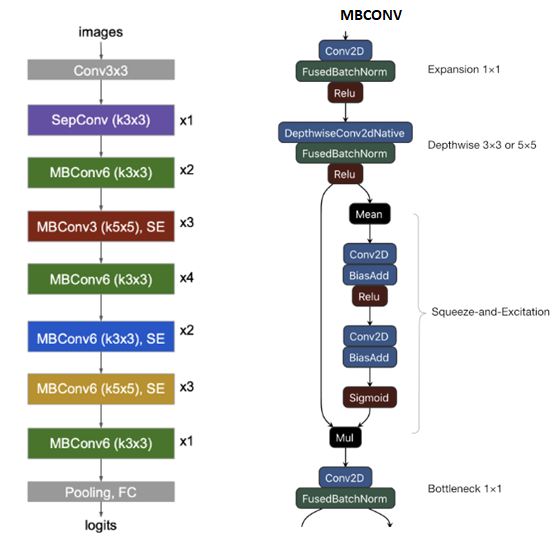 images
Conv3x3
SepConv (k3x3) x1
MBConv6 (k3x3) x2
MBConv3 (k5x5), SE x3
MBConv6 (k3x3) x4
MBConv6 (k3x3), SE x2
MBConv6 (k5x5), SE x3
MBConv6 (k3x3) x1
Pooling, FC
logits
MBCONV
Conv2D
FusedBatchNorm
Relu
Expansion 1×1
DepthwiseConv2dNative
FusedBatchNorm
Relu
Depthwise 3×3 or 5×5
Mean
Conv2D
BiasAdd
Relu
Conv2D
BiasAdd
Sigmoid
Squeeze-and-Excitation
Mul
Conv2D
FusedBatchNorm
Bottleneck 1×1